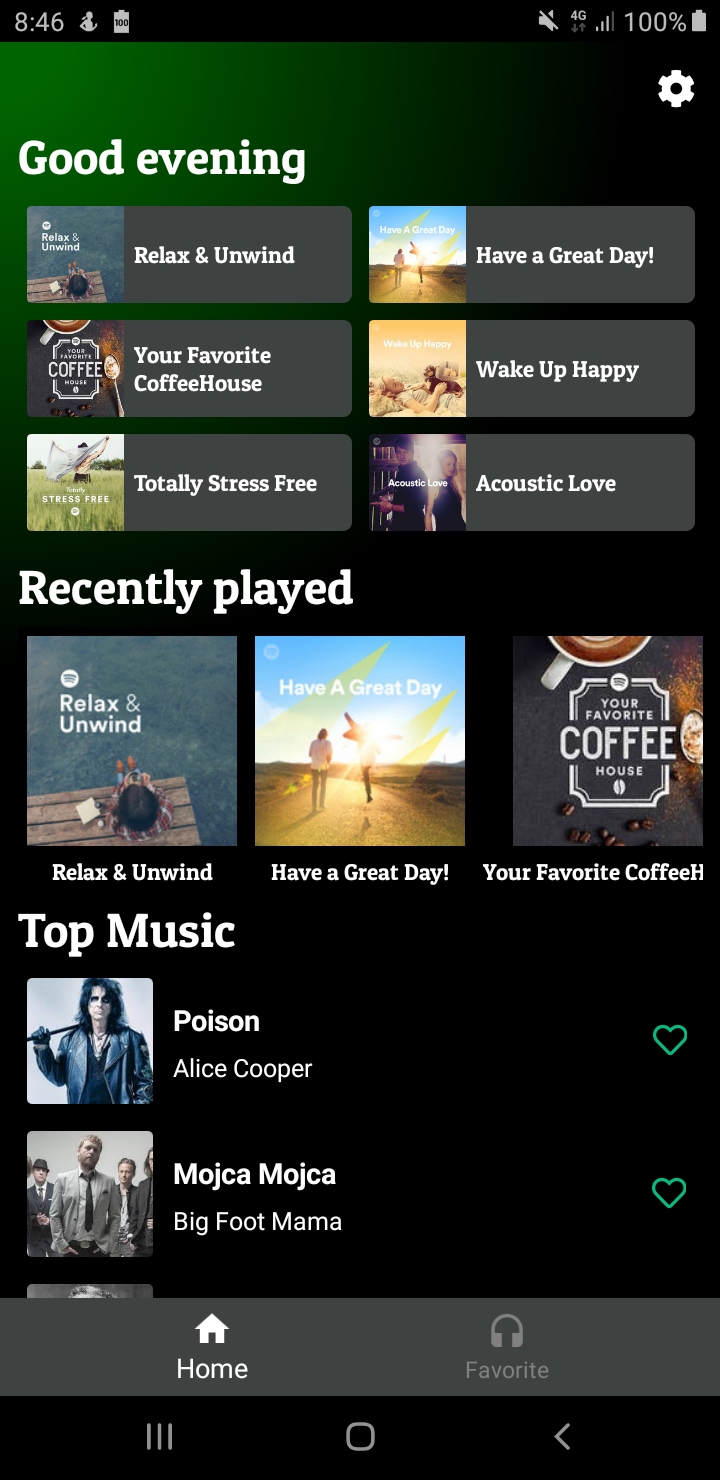 8:46
100
4G
100%
Good evening
Relax &
Unwind
Relax & Unwind
Have A Great Day
Have a Great Day!
YOUR
FAVORITE
COFFEE
HOUSE
Your Favorite
CoffeeHouse
Wake Up Happy
Wake Up Happy
Totally
STRESS FREE
Totally Stress Free
Acoustic Love
Acoustic Love
Recently played
Relax &
Unwind
Have A Great Day
YOUR
FAVORITE
COFFEE
HOUSE
Relax & Unwind
Have a Great Day!
Your Favorite CoffeeH
Top Music
Poison
Alice Cooper
Mojca Mojca
Big Foot Mama
Home
Favorite